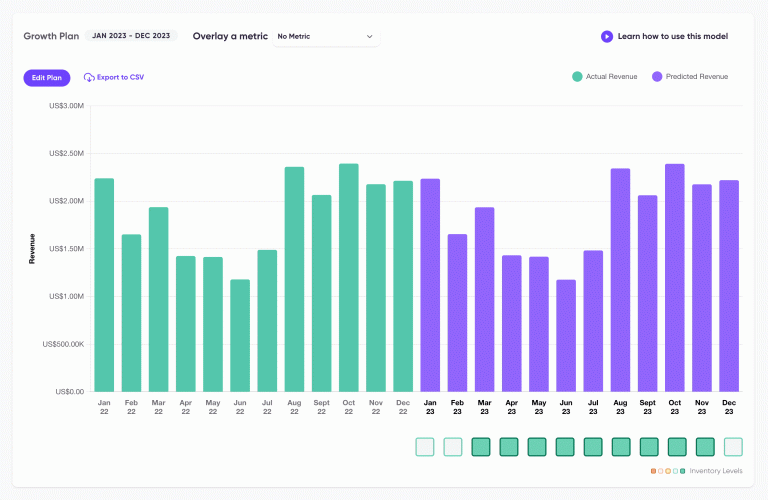 Growth Plan JAN 2023 - DEC 2023 Overlay a metric No Metric Learn how to use this model
Edit Plan Export to CSV Actual Revenue Predicted Revenue
US$3.00M
US$2.50M
US$2.00M
US$1.50M
US$1.00M
US$500.00K
US$0.00
Revenue
Jan Feb Mar Apr May Jun Jul Aug Sept Oct Nov Dec Jan Feb Mar Apr May Jun Jul Aug Sept Oct Nov Dec
22 22 22 22 22 22 22 22 22 22 22 22 23 23 23 23 23 23 23 23 23 23 23 23
Inventory Levels